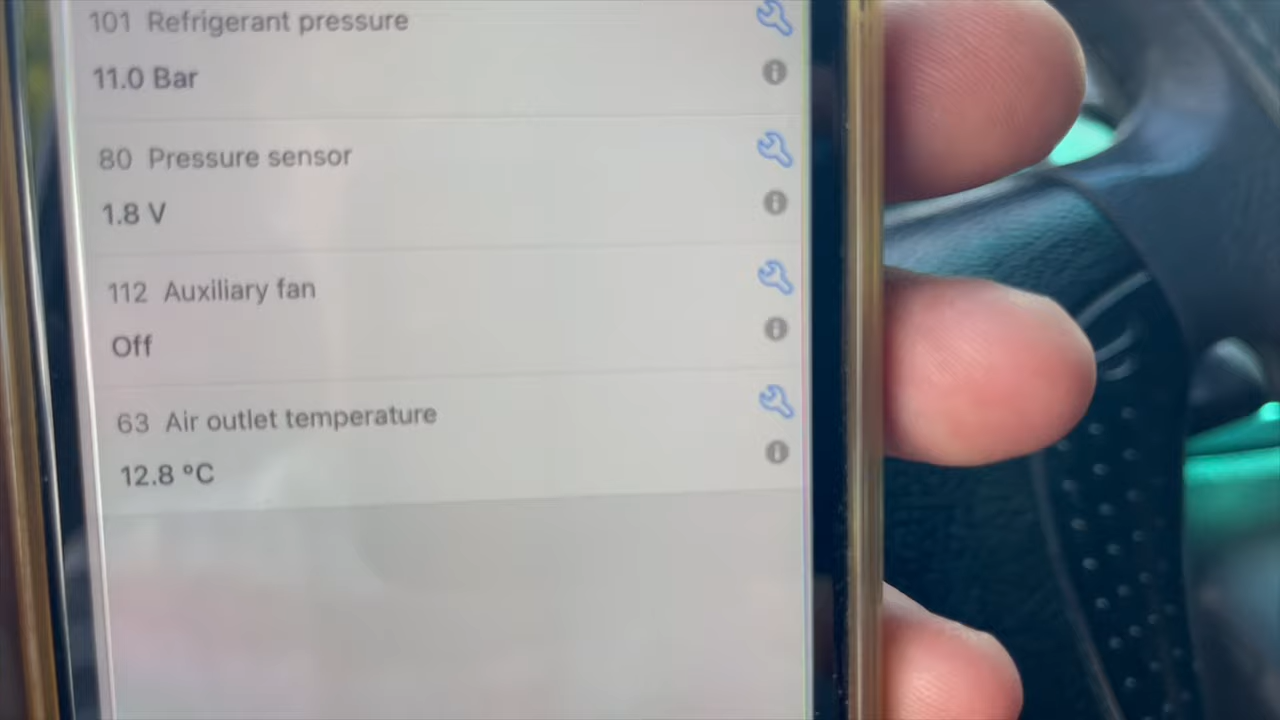 101 Refrigerant pressure
11.0 Bar
80 Pressure sensor
1.8 V
112 Auxiliary fan
Off
63 Air outlet temperature
12.8 °C